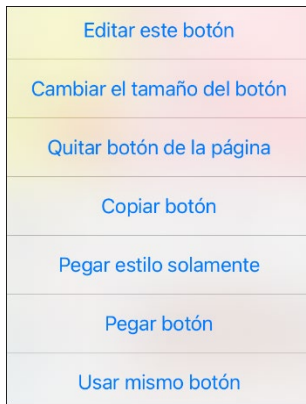 Editar este botón
Cambiar el tamaño del botón
Quitar botón de la página
Copiar botón
Pegar estilo solamente
Pegar botón
Usar mismo botón